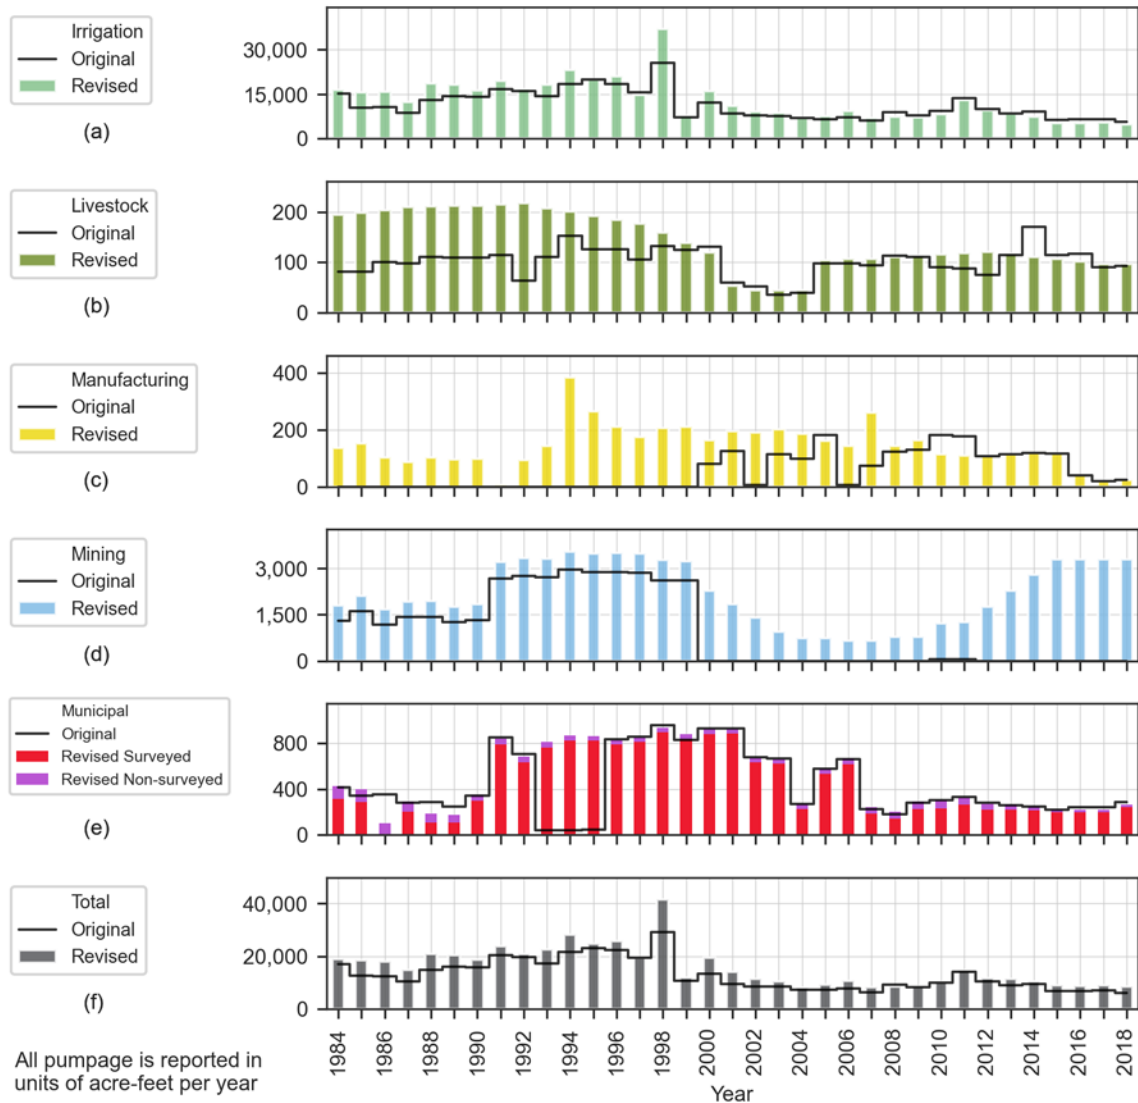 Irrigation
Original
Revised
(a)
30,000
15,000
0
Livestock
Original
Revised
(b)
200
100
0
Manufacturing
Original
Revised
(c)
400
200
0
Mining
Original
Revised
(d)
3,000
1,500
0
Municipal
Original
Revised Surveyed
Revised Non-surveyed
(e)
800
400
0
Total
Original
Revised
(f)
40,000
20,000
0
1984 1986 1988 1990 1992 1994 1996 1998 2000 2002 2004 2006 2008 2010 2012 2014 2016 2018
Year
All pumpage is reported in
units of acre-feet per year